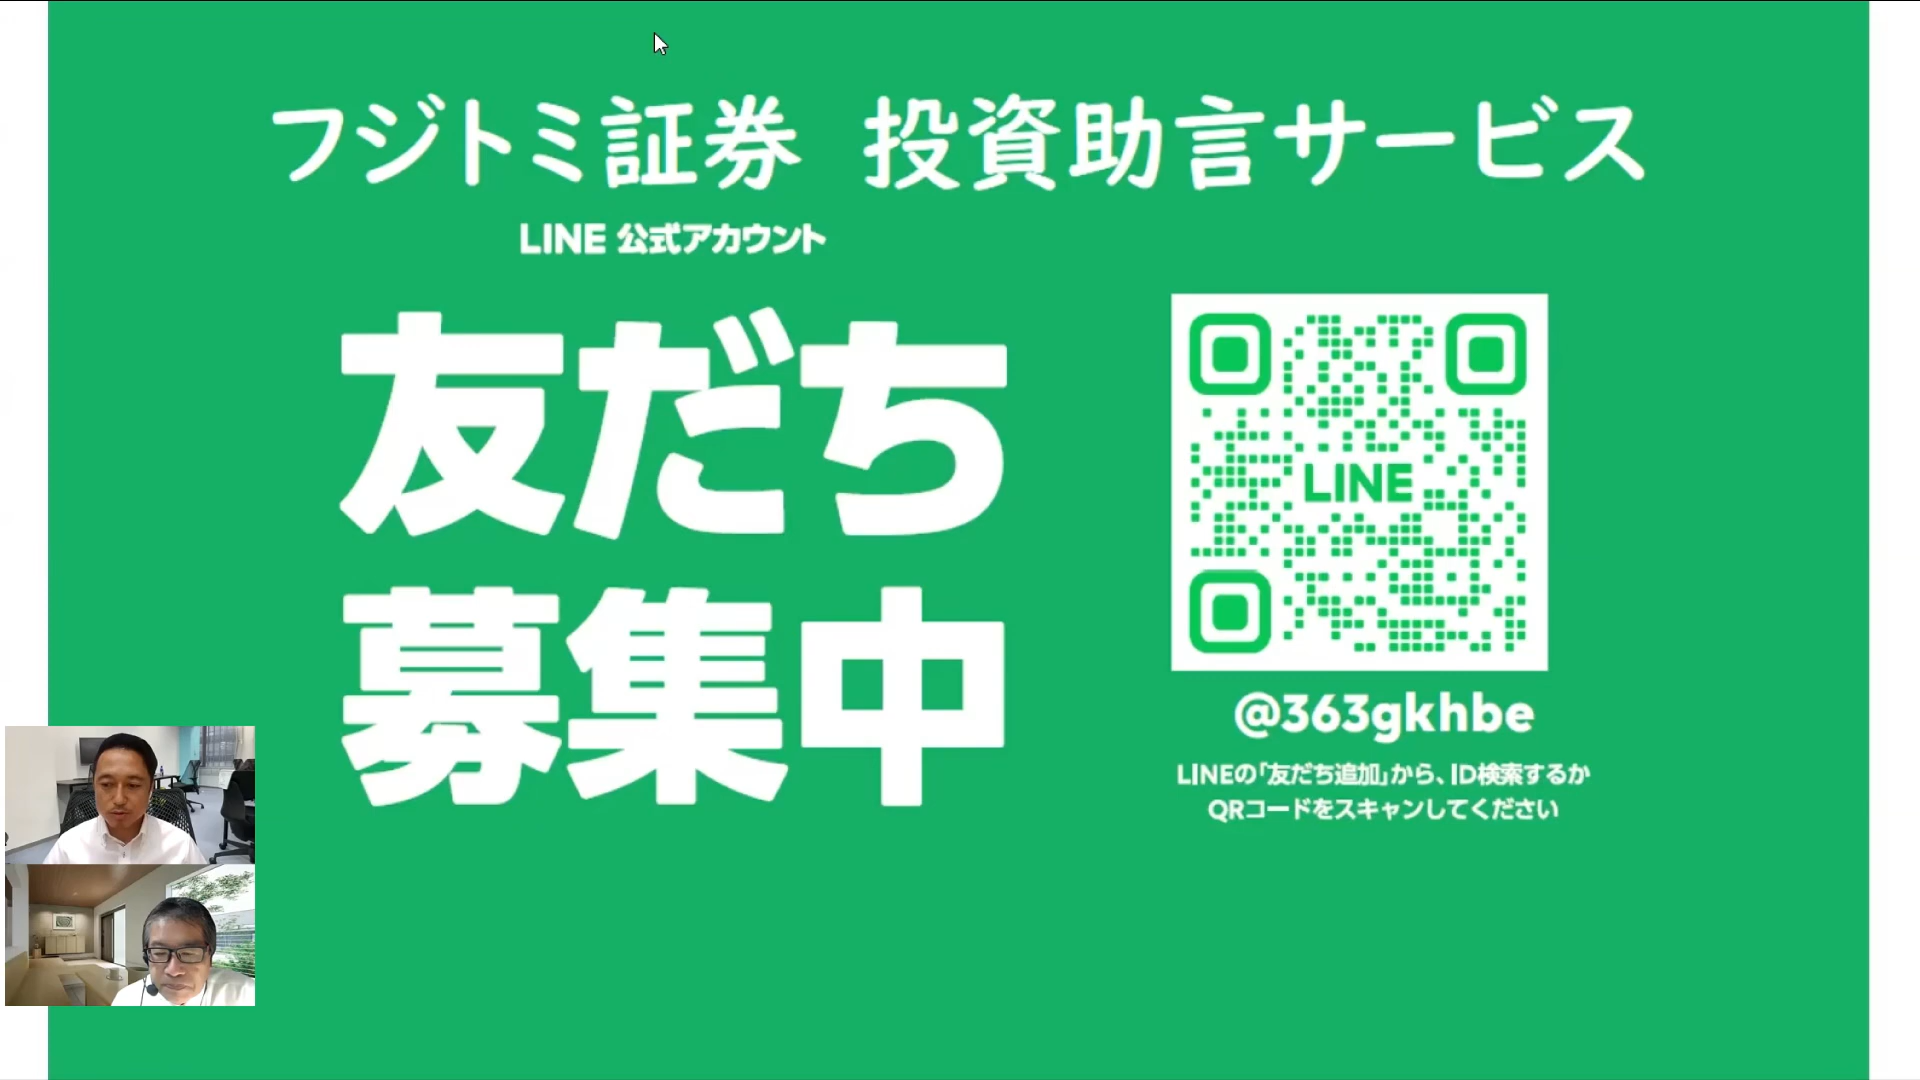 フジトミ証券 投資助言サービス
LINE 公式アカウント
友だち
募集中
LINE
@363gkhbe
LINEの「友だち追加」から、ID検索するか
QRコードをスキャンしてください